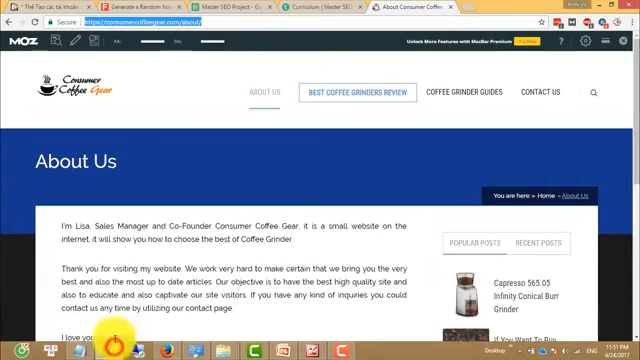 Andy Vu
* Thẻ Tạo các tài khoản
Generate a Random Na
Master SEO Project - Go
Curriculum | Master SEO
About Consumer Coffee
Secure
https://consumercoffeegear.com/about/
MOZ
PA:
DA:
Unlock More Features with MozBar Premium
Consumer
Coffee Gear
ABOUT US
BEST COFFEE GRINDERS REVIEW
COFFEE GRINDER GUIDES
CONTACT US
About Us
You are here: » Home » About Us
I'm Lisa, Sales Manager and Co-Founder Consumer Coffee Gear, it is a small website on the
internet, it will show you how to choose the best of Coffee Grinder.
Thank you for visiting my website. We work very hard to make certain that we bring you the very
best and also the most up to date articles. Our objective is to have the best high quality site and
also to educate and also captivate our site visitors. If you have any kind of inquiries you could
contact us any time by utilizing our contact page.
I love you
POPULAR POSTS
RECENT POSTS
Capresso 565.05
Infinity Conical Burr
Grinder
If You Want To Buy
Desktop
11:51 PM
4/24/2017